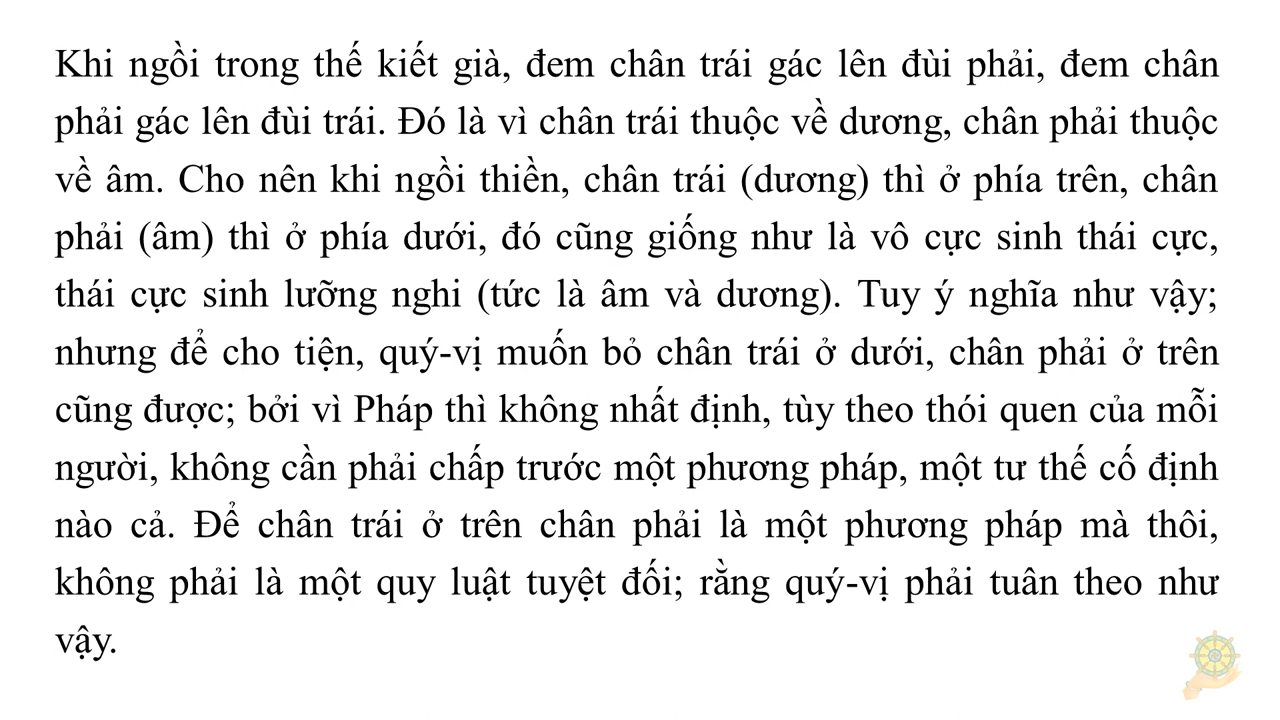 Khi ngồi trong thế kiết già, đem chân trái gác lên đùi phải, đem chân
phải gác lên đùi trái. Đó là vì chân trái thuộc về dương, chân phải thuộc
về âm. Cho nên khi ngồi thiền, chân trái (dương) thì ở phía trên, chân
phải (âm) thì ở phía dưới, đó cũng giống như là vô cực sinh thái cực,
thái cực sinh lưỡng nghi (tức là âm và dương). Tuy ý nghĩa như vậy;
nhưng để cho tiện, quý-vị muốn bỏ chân trái ở dưới, chân phải ở trên
cũng được; bởi vì Pháp thì không nhất định, tùy theo thói quen của mỗi
người, không cần phải chấp trước một phương pháp, một tư thế cố định
nào cả. Để chân trái ở trên chân phải là một phương pháp mà thôi,
không phải là một quy luật tuyệt đối; rằng quý-vị phải tuân theo như
vậy.